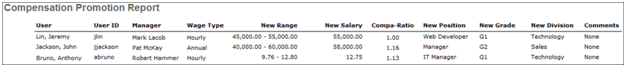 Compensation Promotion Report
User User ID Manager Wage Type New Range New Salary Compa-Ratio New Position New Grade New Division Comments
Lin, Jeremy jlin Mark Lacob Hourly 45,000.00 - 55,000.00 55,000.00 1.00 Web Developer G1 Technology None
Jackson, John jjackson Pat McKay Annual 40,000.00 - 60,000.00 58,000.00 1.16 Manager G2 Sales None
Bruno, Anthony abruno Robert Hammer Hourly 9.76 - 12.80 12.75 1.13 IT Manager G1 Technology None